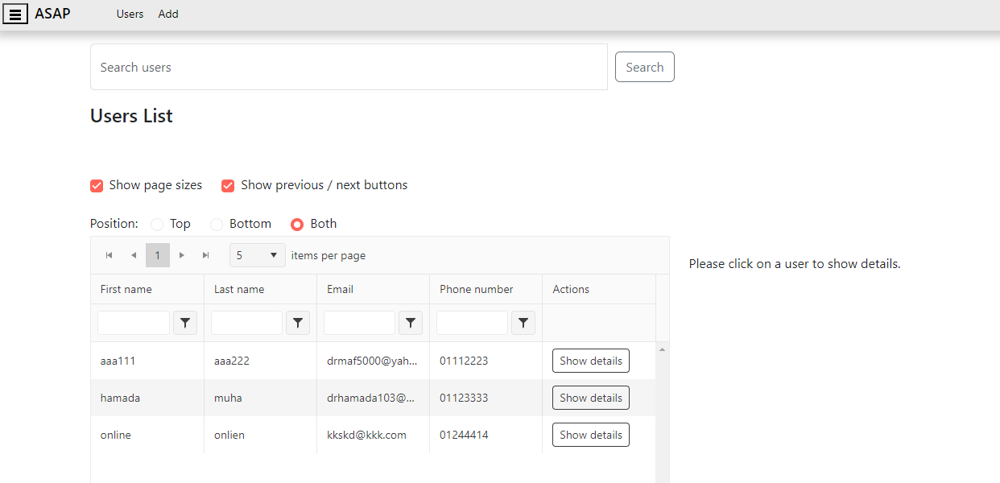 ASAP Users Add
Search users Search
Users List
Show page sizes Show previous / next buttons
Position: Top Bottom Both
1 5 items per page
Please click on a user to show details.
First name Last name Email Phone number Actions
aaa111 aaa222 drmaf5000@yah... 01112223 Show details
hamada muha drhamada103@... 01123333 Show details
online onlien kkskd@kkk.com 01244414 Show details